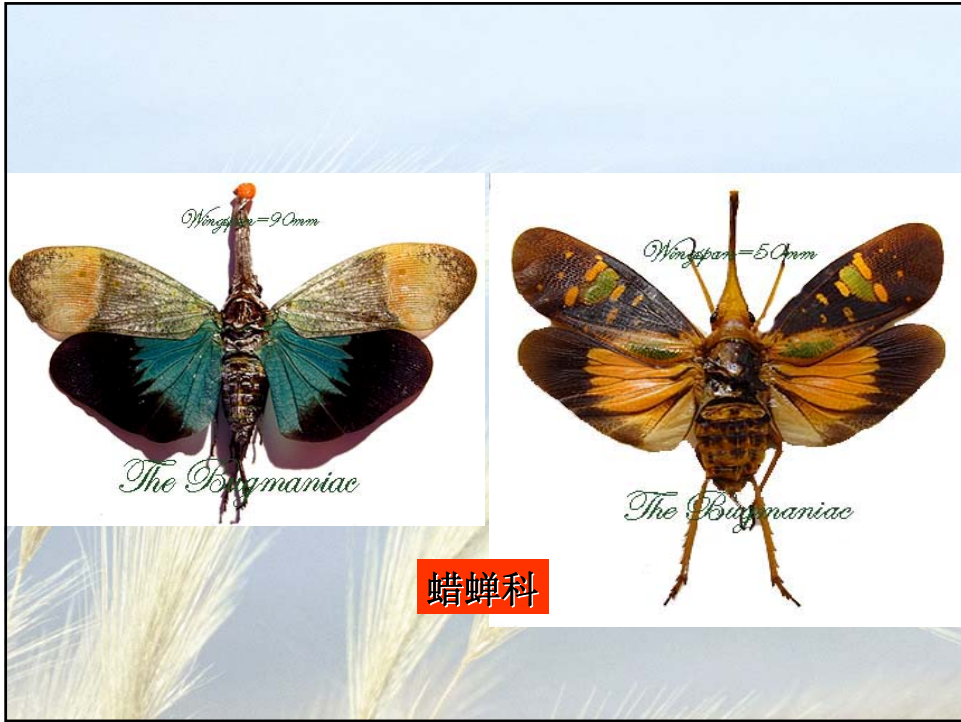 Wingspan=90mm
Wingspan=50mm
The Bugmaniac
The Bugmaniac
蜡蝉科